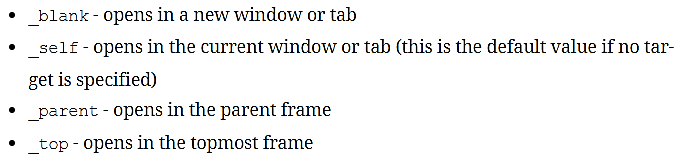 • _blank - opens in a new window or tab
• _self - opens in the current window or tab (this is the default value if no tar-
get is specified)
• _parent - opens in the parent frame
• _top - opens in the topmost frame